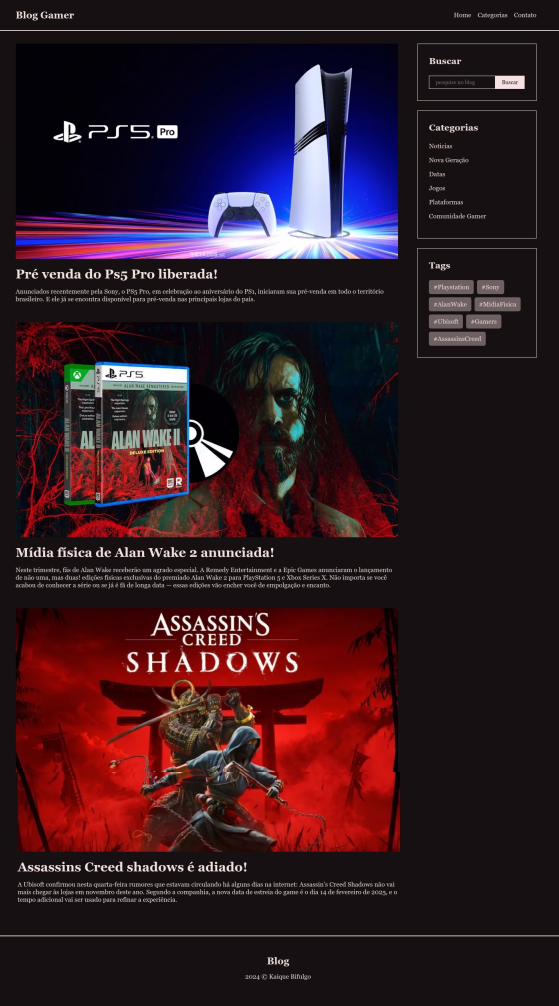 Blog Gamer
Home Categorias Contato
PS5 Pro
Pré venda do Ps5 Pro liberada!
Anunciados recentemente pela Sony, o PS5 Pro, em celebração ao aniversário do PS1, iniciaram sua pré-venda em todo o território
brasileiro. E ele já se encontra disponível para pré-venda nas principais lojas do país.
PS5
ALAN WAKE REMASTERED
AL
ALAN WAKE II
DELUXE EDITION
Mídia física de Alan Wake 2 anunciada!
Neste trimestre, fãs de Alan Wake receberão um agrado especial. A Remedy Entertainment e a Epic Games anunciaram o lançamento
de não uma, mas duas! edições físicas exclusivas do premiado Alan Wake 2 para PlayStation 5 e Xbox Series X. Não importa se você
acabou de conhecer a série ou se já é fã de longa data — essas edições vão encher você de empolgação e encanto.
ASSASSIN'S
CREED
SHADOWS
Assassins Creed shadows é adiado!
A Ubisoft confirmou nesta quarta-feira rumores que estavam circulando há alguns dias na internet: Assassin's Creed Shadows não vai
mais chegar às lojas em novembro deste ano. Segundo a companhia, a nova data de estreia do game é o dia 14 de fevereiro de 2025, e o
tempo adicional vai ser usado para refinar a experiência.
Buscar
pesquise no blog
Buscar
Categorias
Notícias
Nova Geração
Datas
Jogos
Plataformas
Comunidade Gamer
Tags
#Playstation #Sony
#AlanWake #MidiaFisica
#Ubisoft #Gamers
#AssassinsCreed
Blog
2024 © Kaique Bifulgo